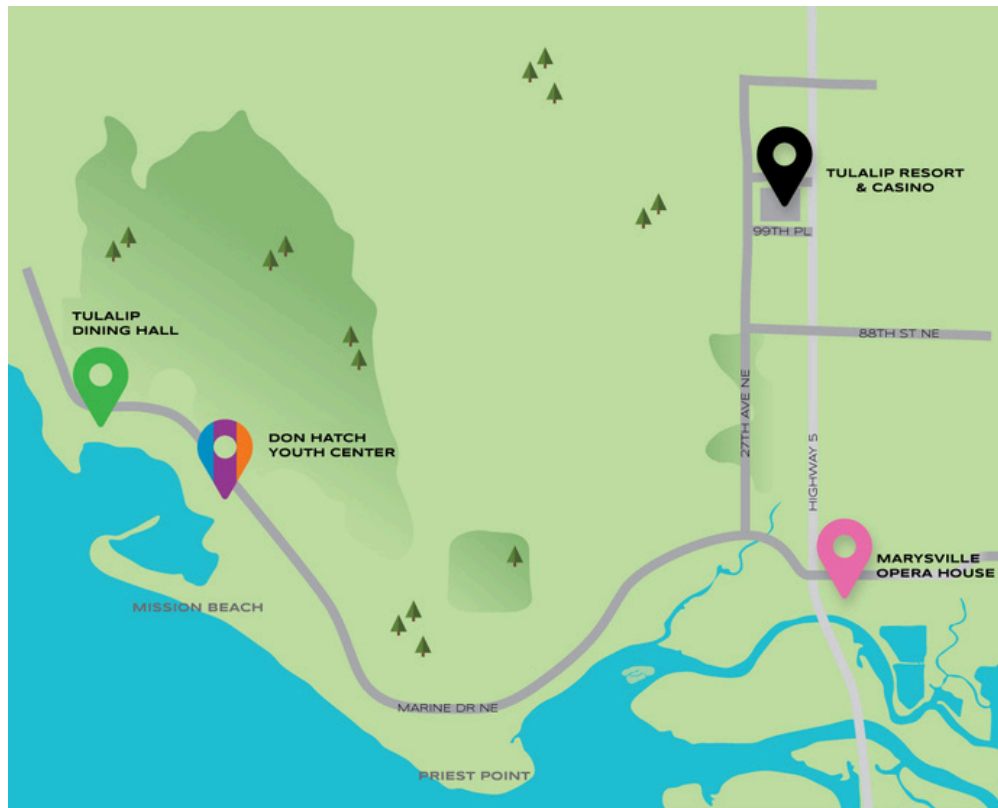 TULALIP RESORT
& CASINO
99TH PL
TULALIP
DINING HALL
88TH ST NE
27TH AVE NE
HIGHWAY 5
DON HATCH
YOUTH CENTER
MARYSVILLE
OPERA HOUSE
MISSION BEACH
MARINE DR NE
PRIEST POINT